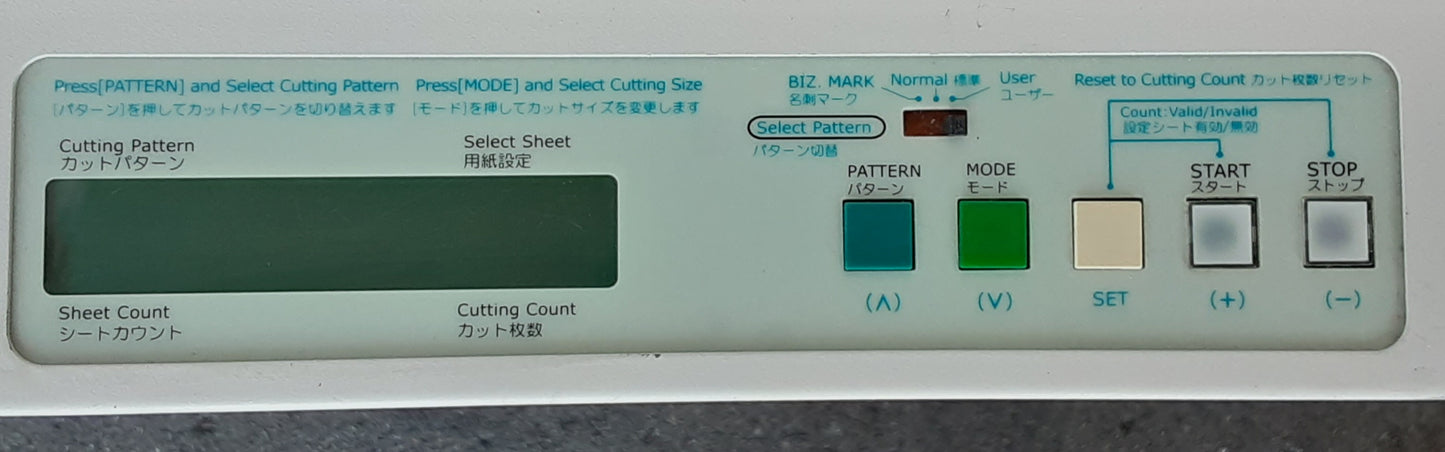 Press[PATTERN] and Select Cutting Pattern
[パターン]を押してカットパターンを切り替えます
Press[MODE] and Select Cutting Size
[モード]を押してカットサイズを変更します
Cutting Pattern
カットパターン
Select Sheet
用紙設定
Sheet Count
シートカウント
Cutting Count
カット枚数
BIZ. MARK
名刺マーク
Normal 標準
User
ユーザー
Select Pattern
パターン切替
Reset to Cutting Count カット枚数リセット
Count:Valid/Invalid
設定シート有効/無効
PATTERN
パターン
(∧)
MODE
モード
(∨)
SET
START
スタート
(+)
STOP
ストップ
(−)